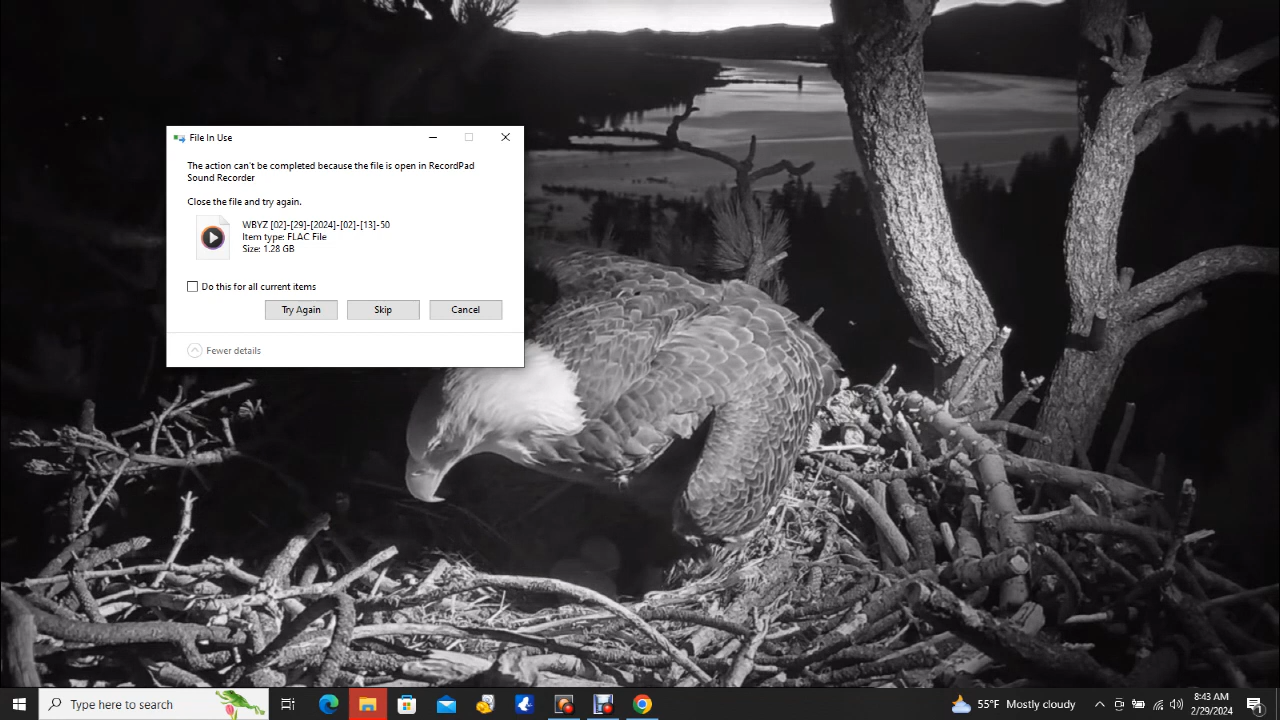 File In Use
The action can't be completed because the file is open in RecordPad
Sound Recorder
Close the file and try again.
WBYZ [02]-[29]-[2024]-[02]-[13]-50
Item type: FLAC File
Size: 1.28 GB
Do this for all current items
Try Again
Skip
Cancel
Fewer details
Type here to search
55°F Mostly cloudy
8:43 AM
2/29/2024
1